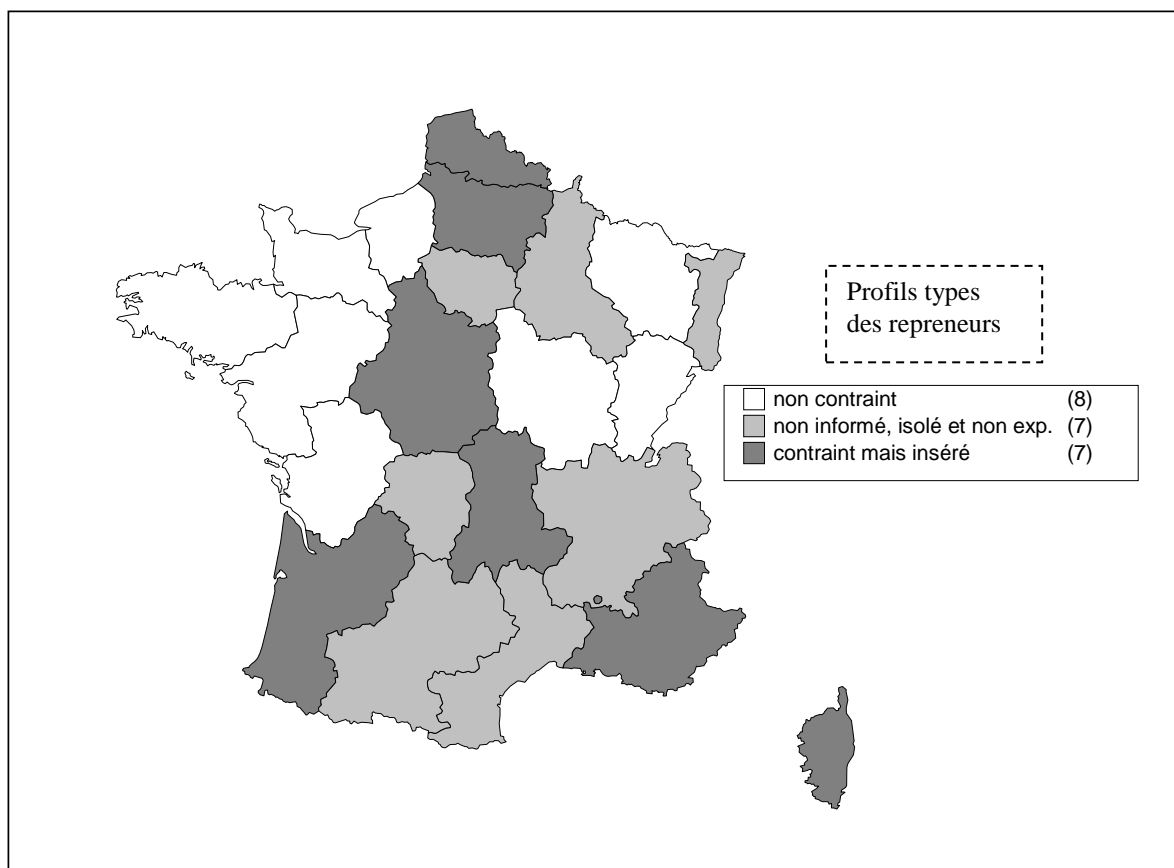 Profils types
des repreneurs
non contraint (8)
non informé, isolé et non exp. (7)
contraint mais inséré (7)